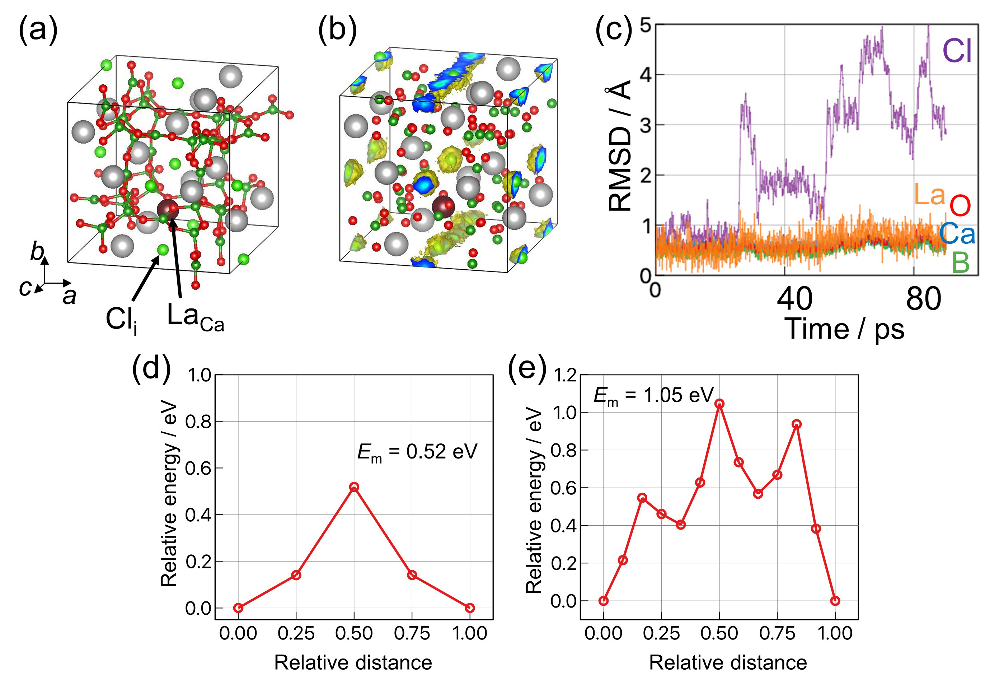 (a)
b
c
a
Cli
LaCa
(b)
(c)
RMSD / Å
5
4
3
2
1
0
0
40
80
Time / ps
Cl
La
O
Ca
B
(d)
Relative energy / eV
1.0
0.8
0.6
0.4
0.2
0.0
Em = 0.52 eV
0.00 0.25 0.50 0.75 1.00
Relative distance
(e)
Relative energy / eV
1.2
1.0
0.8
0.6
0.4
0.2
0.0
Em = 1.05 eV
0.00 0.25 0.50 0.75 1.00
Relative distance